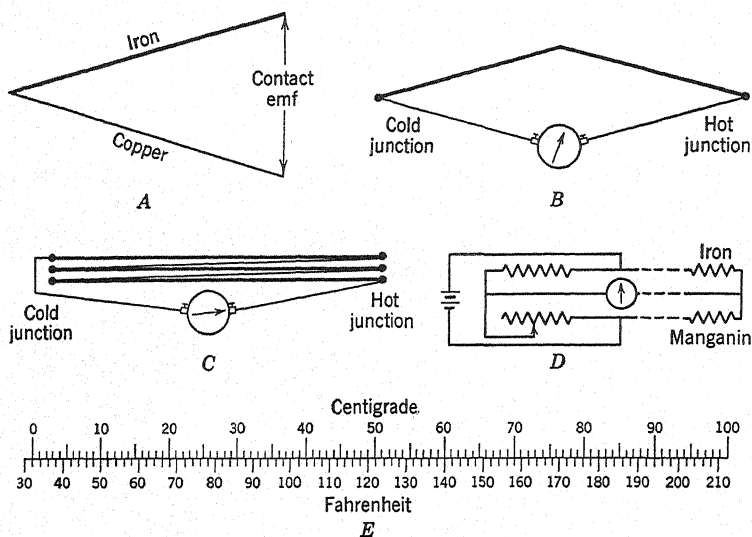 Iron
Contact
emf
Copper
A
Cold
junction
Hot
junction
B
Cold
junction
Hot
junction
C
Iron
Manganin
D
Centigrade
0 10 20 30 40 50 60 70 80 90 100
30 40 50 60 70 80 90 100 110 120 130 140 150 160 170 180 190 200 210
Fahrenheit
E